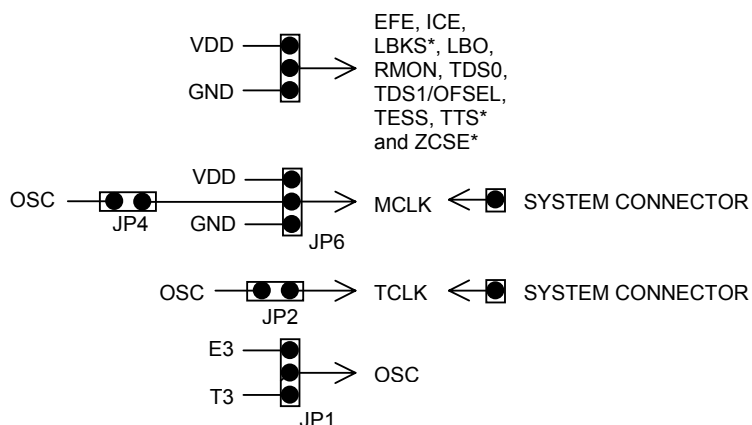 VDD
GND
EFE, ICE,
LBKS*, LBO,
RMON, TDS0,
TDS1/OFSEL,
TESS, TTS*
and ZCSE*
OSC
JP4
VDD
GND
JP6
MCLK
SYSTEM CONNECTOR
OSC
JP2
TCLK
SYSTEM CONNECTOR
E3
T3
JP1
OSC